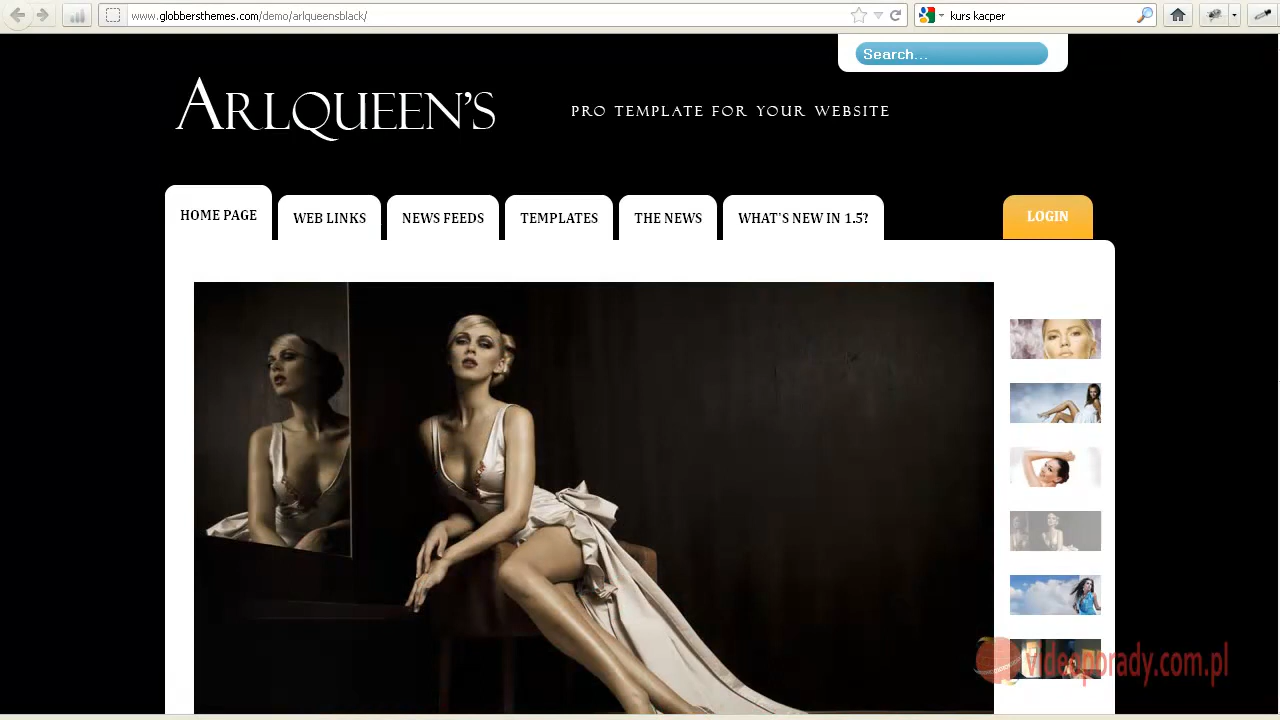 www.globbersthemes.com/demo/arlqueensblack/
kurs kacper
Search...
ARLQUEEN'S
PRO TEMPLATE FOR YOUR WEBSITE
HOME PAGE
WEB LINKS
NEWS FEEDS
TEMPLATES
THE NEWS
WHAT'S NEW IN 1.5?
LOGIN
videoporady.com.pl